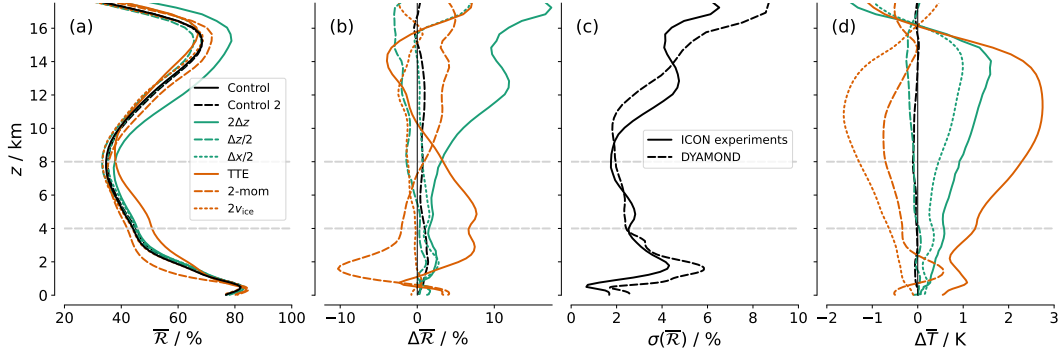 (a)
(b)
(c)
(d)
z / km
16
14
12
10
8
6
4
2
0
Control
Control 2
2Δz
Δz/2
Δx/2
TTE
2-mom
2v_ice
ICON experiments
DYAMOND
20 40 60 80 100
−10 0 10
0 2 4 6 8 10
−2 −1 0 1 2 3
R̅ / %
ΔR̅ / %
σ(R̅) / %
ΔT̅ / K